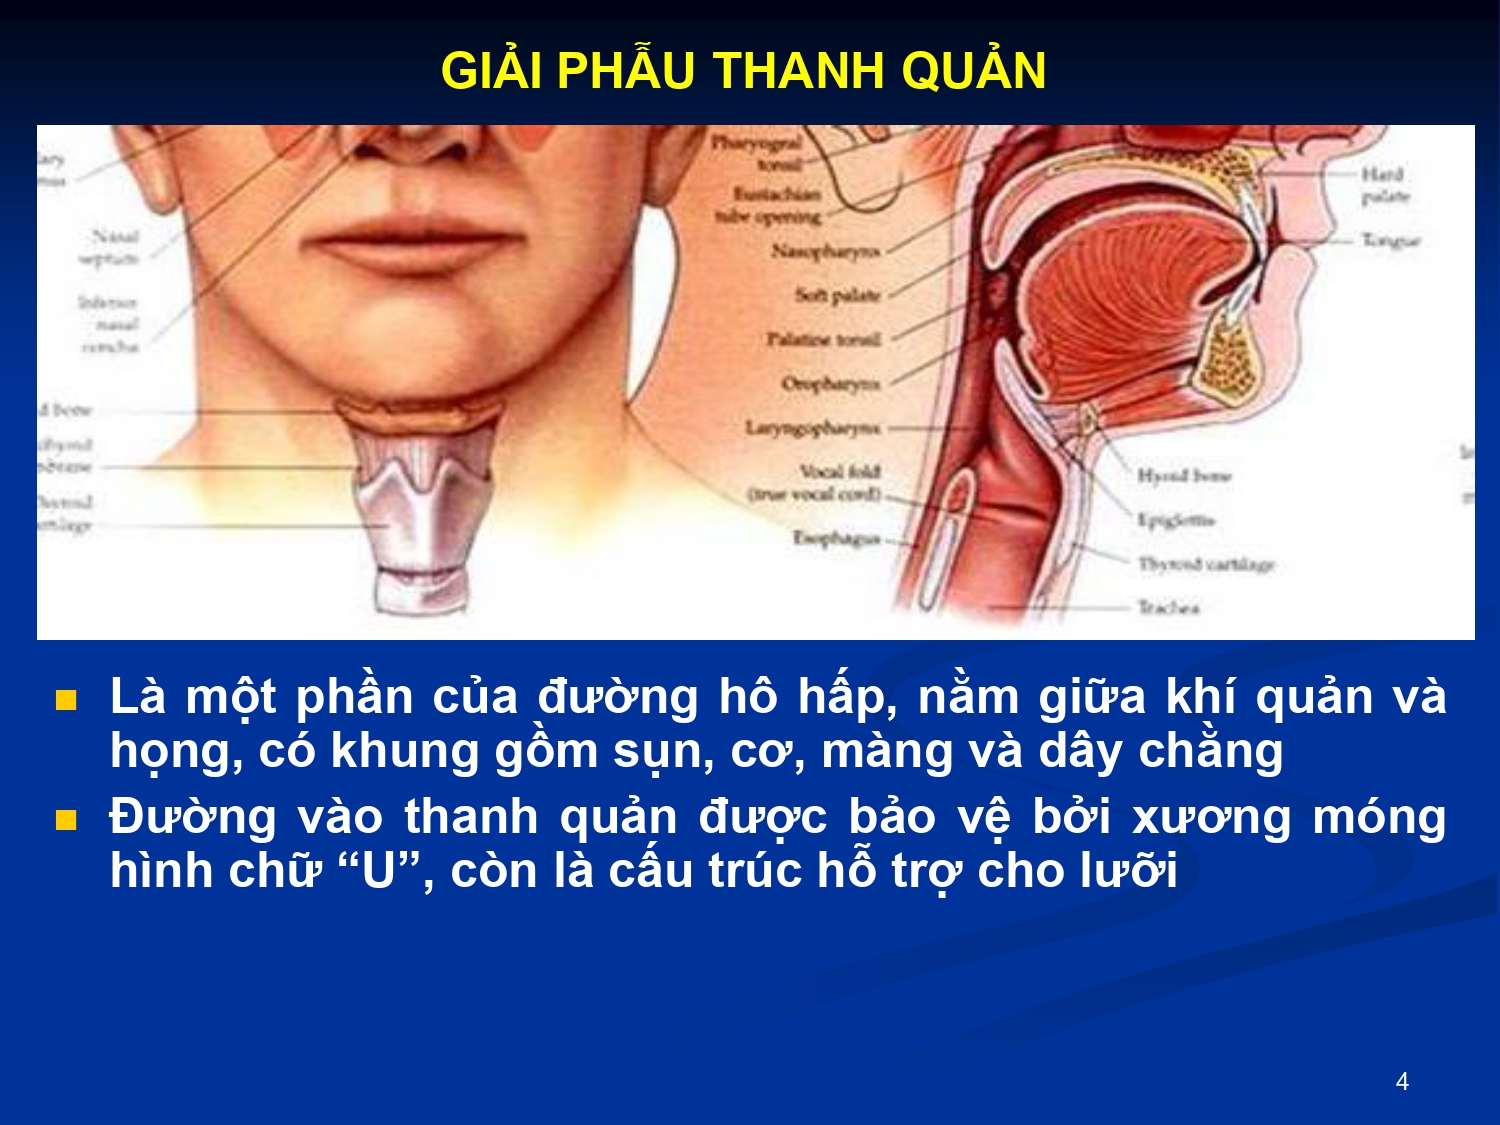 GIẢI PHẪU THANH QUẢN
Nasal
septum
Inferior
nasal
concha
Pharyngeal
tonsil
Eustachian
tube opening
Nasopharynx
Soft palate
Palatine tonsil
Oropharynx
Laryngopharynx
Vocal fold
(true vocal cord)
Esophagus
Hard
palate
Tongue
Hyoid bone
Epiglottis
Thyroid cartilage
Trachea
Là một phần của đường hô hấp, nằm giữa khí quản và
họng, có khung gồm sụn, cơ, màng và dây chằng
Đường vào thanh quản được bảo vệ bởi xương móng
hình chữ “U”, còn là cấu trúc hỗ trợ cho lưỡi
4